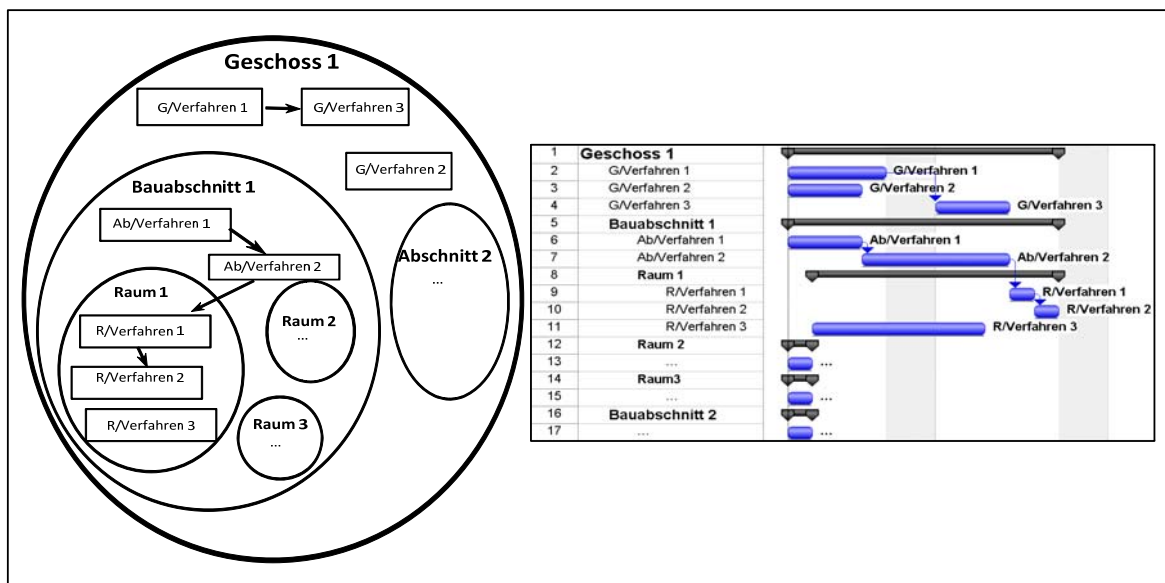 Geschoss 1
G/Verfahren 1
G/Verfahren 3
G/Verfahren 2
Bauabschnitt 1
Ab/Verfahren 1
Ab/Verfahren 2
Abschnitt 2
...
Raum 1
R/Verfahren 1
R/Verfahren 2
R/Verfahren 3
Raum 2
...
Raum 3
...
1 Geschoss 1
2 G/Verfahren 1 G/Verfahren 1
3 G/Verfahren 2 G/Verfahren 2
4 G/Verfahren 3 G/Verfahren 3
5 Bauabschnitt 1
6 Ab/Verfahren 1 Ab/Verfahren 1
7 Ab/Verfahren 2 Ab/Verfahren 2
8 Raum 1
9 R/Verfahren 1 R/Verfahren 1
10 R/Verfahren 2 R/Verfahren 2
11 R/Verfahren 3 R/Verfahren 3
12 Raum 2
13 ... ...
14 Raum3
15 ... ...
16 Bauabschnitt 2
17 ... ...